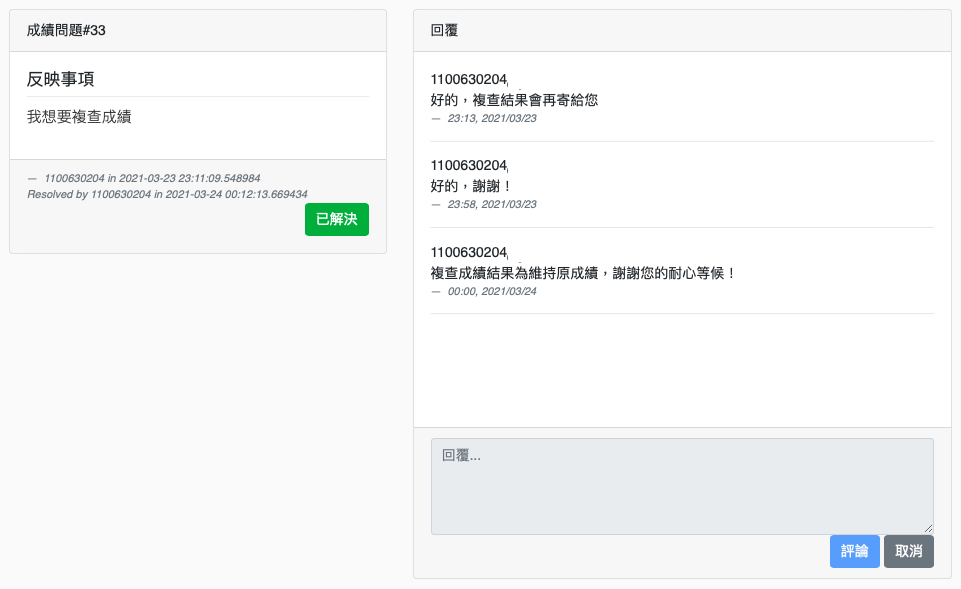 成績問題#33
反映事項
我想要複查成績
— 1100630204 in 2021-03-23 23:11:09.548984
Resolved by 1100630204 in 2021-03-24 00:12:13.669434
已解決
回覆
1100630204,
好的，複查結果會再寄給您
— 23:13, 2021/03/23
1100630204,
好的，謝謝！
— 23:58, 2021/03/23
1100630204,
複查成績結果為維持原成績，謝謝您的耐心等候！
— 00:00, 2021/03/24
回覆...
評論 取消